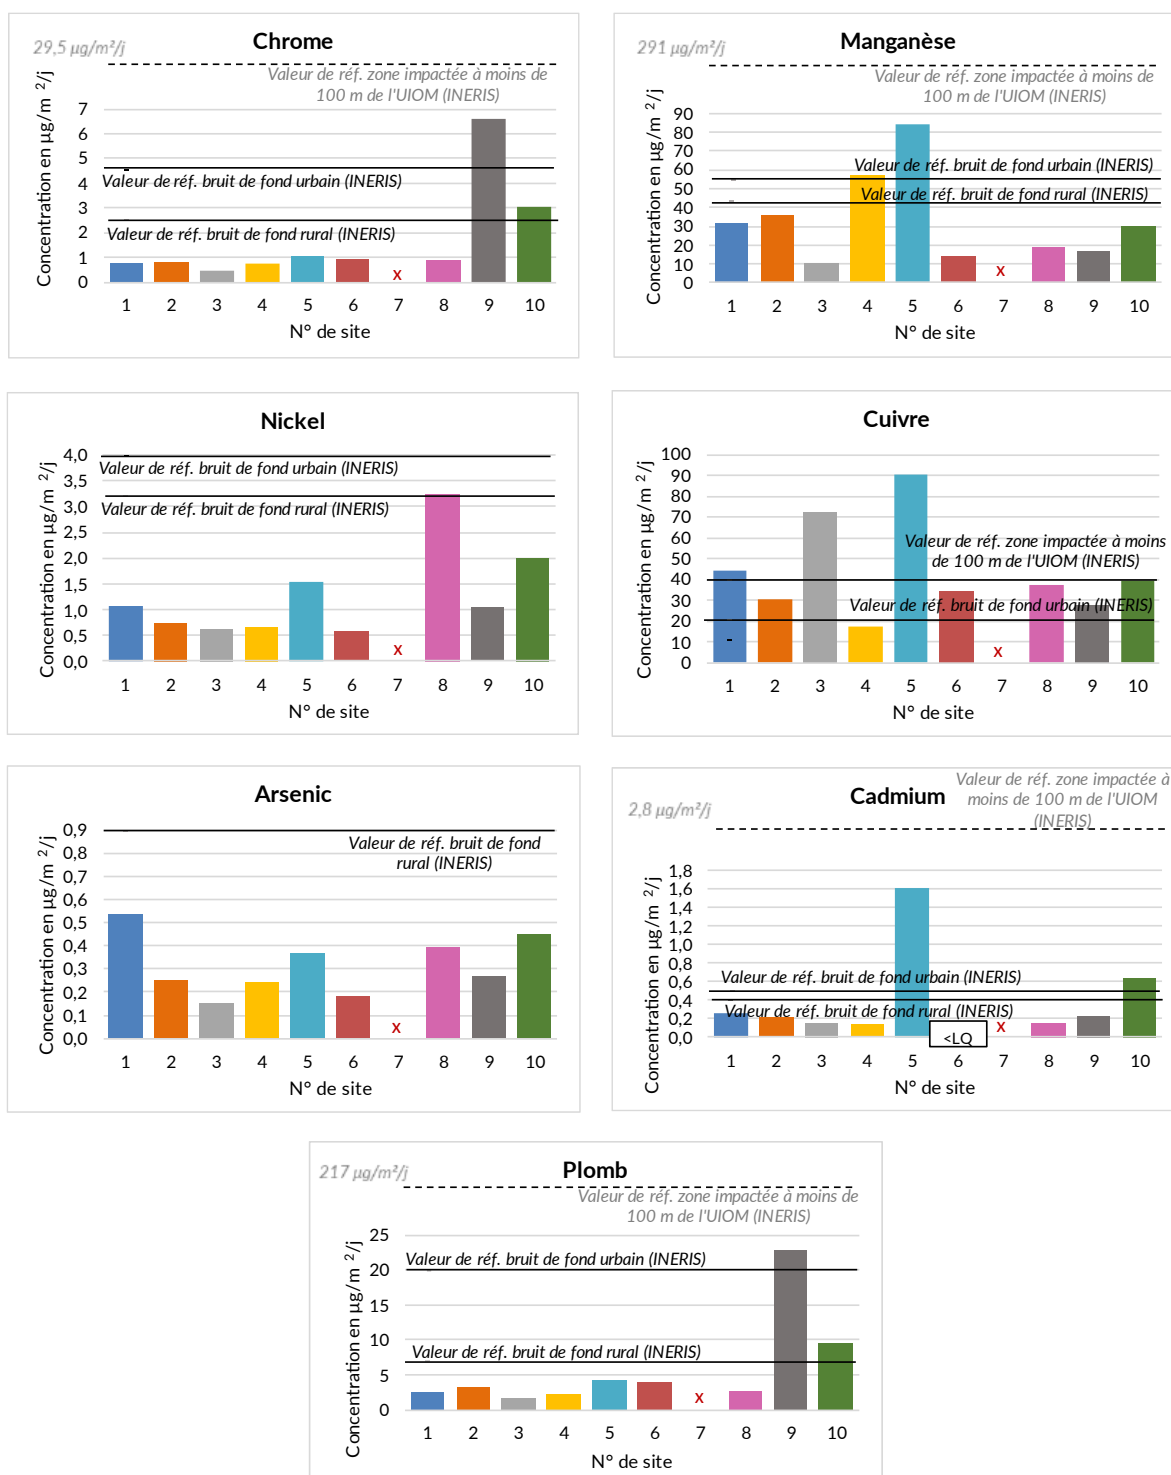 Chrome
29,5 µg/m²/j
Valeur de réf. zone impactée à moins de
100 m de l'UIOM (INERIS)
Concentration en µg/m ²/j
7
6
5
4
3
2
1
0
Valeur de réf. bruit de fond urbain (INERIS)
Valeur de réf. bruit de fond rural (INERIS)
x
1 2 3 4 5 6 7 8 9 10
N° de site
Manganèse
291 µg/m²/j
Valeur de réf. zone impactée à moins de
100 m de l'UIOM (INERIS)
Concentration en µg/m ²/j
90
80
70
60
50
40
30
20
10
0
Valeur de réf. bruit de fond urbain (INERIS)
Valeur de réf. bruit de fond rural (INERIS)
x
1 2 3 4 5 6 7 8 9 10
N° de site
Nickel
Concentration en µg/m ²/j
4,0
3,5
3,0
2,5
2,0
1,5
1,0
0,5
0,0
Valeur de réf. bruit de fond urbain (INERIS)
Valeur de réf. bruit de fond rural (INERIS)
x
1 2 3 4 5 6 7 8 9 10
N° de site
Cuivre
Concentration en µg/m ²/j
100
90
80
70
60
50
40
30
20
10
0
Valeur de réf. zone impactée à moins
de 100 m de l'UIOM (INERIS)
Valeur de réf. bruit de fond urbain (INERIS)
x
1 2 3 4 5 6 7 8 9 10
N° de site
Arsenic
Concentration en µg/m ²/j
0,9
0,8
0,7
0,6
0,5
0,4
0,3
0,2
0,1
0,0
Valeur de réf. bruit de fond
rural (INERIS)
x
1 2 3 4 5 6 7 8 9 10
N° de site
Cadmium
2,8 µg/m²/j
Valeur de réf. zone impactée à
moins de 100 m de l'UIOM
(INERIS)
Concentration en µg/m ²/j
1,8
1,6
1,4
1,2
1,0
0,8
0,6
0,4
0,2
0,0
Valeur de réf. bruit de fond urbain (INERIS)
Valeur de réf. bruit de fond rural (INERIS)
<LQ
x
1 2 3 4 5 6 7 8 9 10
N° de site
Plomb
217 µg/m²/j
Valeur de réf. zone impactée à moins de
100 m de l'UIOM (INERIS)
Concentration en µg/m ²/j
25
20
15
10
5
0
Valeur de réf. bruit de fond urbain (INERIS)
Valeur de réf. bruit de fond rural (INERIS)
x
1 2 3 4 5 6 7 8 9 10
N° de site